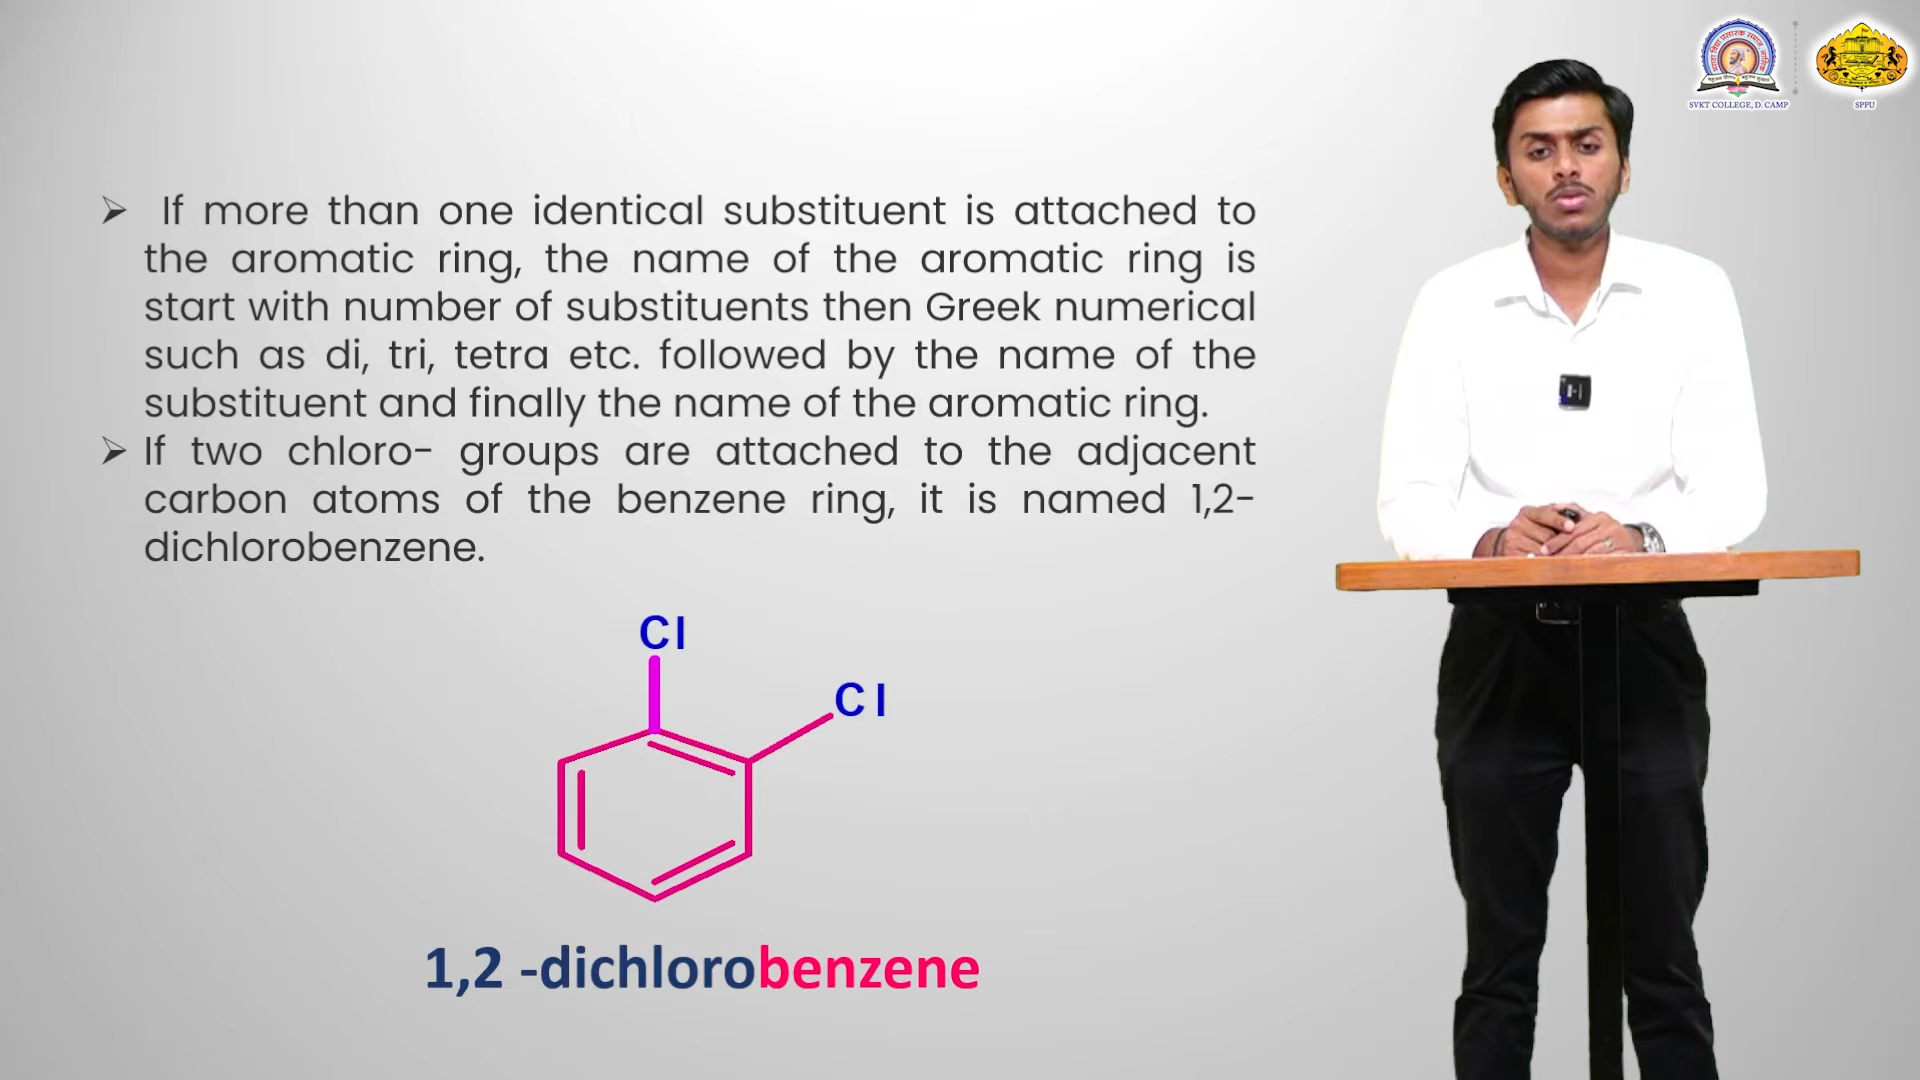 If more than one identical substituent is attached to
the aromatic ring, the name of the aromatic ring is
start with number of substituents then Greek numerical
such as di, tri, tetra etc. followed by the name of the
substituent and finally the name of the aromatic ring.
If two chloro- groups are attached to the adjacent
carbon atoms of the benzene ring, it is named 1,2-
dichlorobenzene.
Cl
Cl
1,2 -dichlorobenzene
SVKT COLLEGE, D. CAMP
SPPU